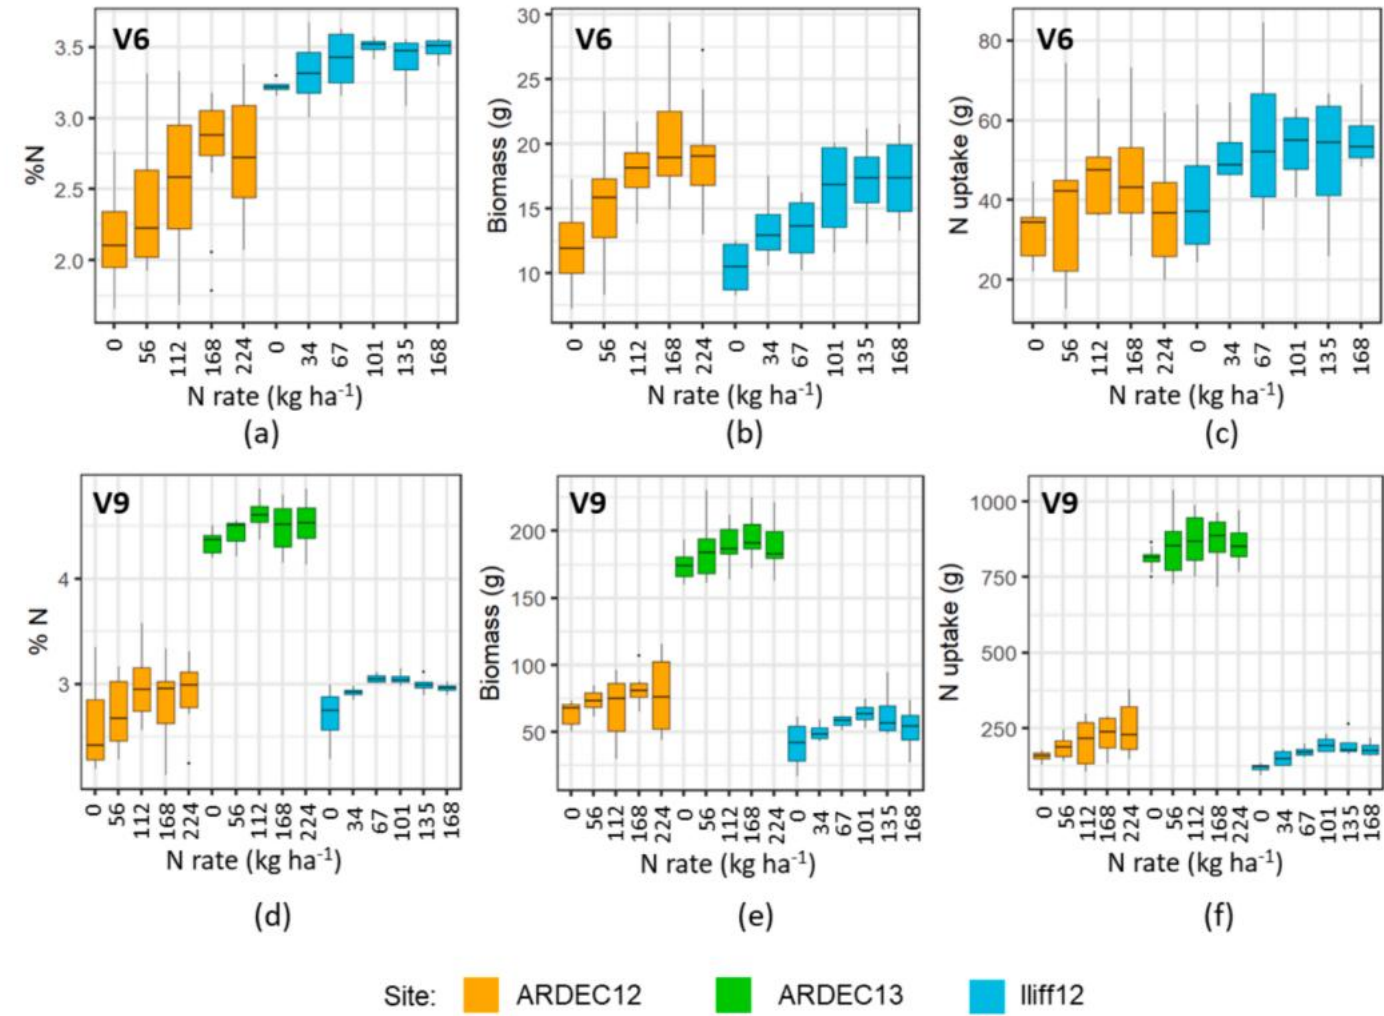 V6
%N
3.5
3.0
2.5
2.0
0 56 112 168 224 0 34 67 101 135 168
N rate (kg ha-1)
(a)
V6
Biomass (g)
30
25
20
15
10
0 56 112 168 224 0 34 67 101 135 168
N rate (kg ha-1)
(b)
V6
N uptake (g)
80
60
40
20
0 56 112 168 224 0 34 67 101 135 168
N rate (kg ha-1)
(c)
V9
% N
4
3
0 56 112 168 224 0 56 112 168 224 0 34 67 101 135 168
N rate (kg ha-1)
(d)
V9
Biomass (g)
200
150
100
50
0 56 112 168 224 0 56 112 168 224 0 34 67 101 135 168
N rate (kg ha-1)
(e)
V9
N uptake (g)
1000
750
500
250
0 56 112 168 224 0 56 112 168 224 0 34 67 101 135 168
N rate (kg ha-1)
(f)
Site: ARDEC12 ARDEC13 Iliff12